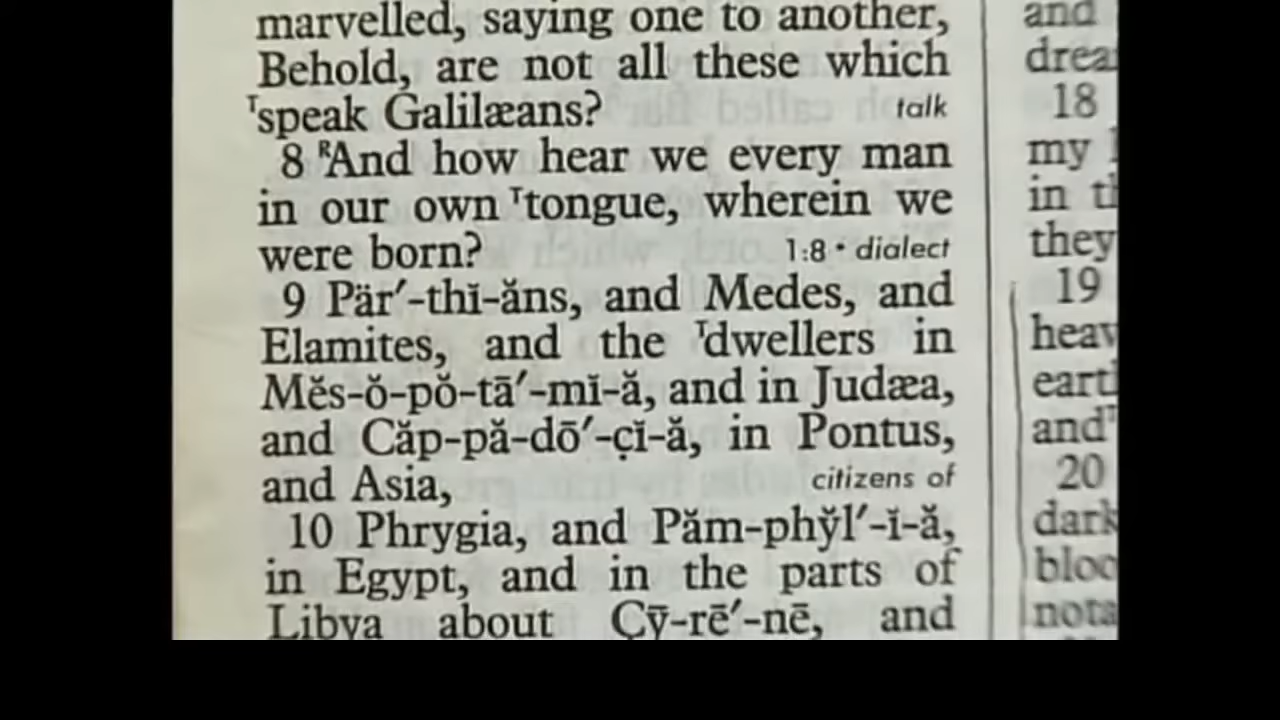 marvelled, saying one to another,
Behold, are not all these which
ᵀspeak Galilæans? talk
8 ᴿAnd how hear we every man
in our own ᵀtongue, wherein we
were born? 1:8 · dialect
9 Pär′-thĭ-ăns, and Medes, and
Elamites, and the ᵀdwellers in
Mĕs-ŏ-pŏ-tā′-mĭ-ă, and in Judæa,
and Căp-pă-dō′-çĭ-ă, in Pontus,
and Asia, citizens of
10 Phrygia, and Păm-phy̆l′-ĭ-ă,
in Egypt, and in the parts of
Libya about Çȳ-rē′-nē, and
and
18
my
in
they
19
20
and